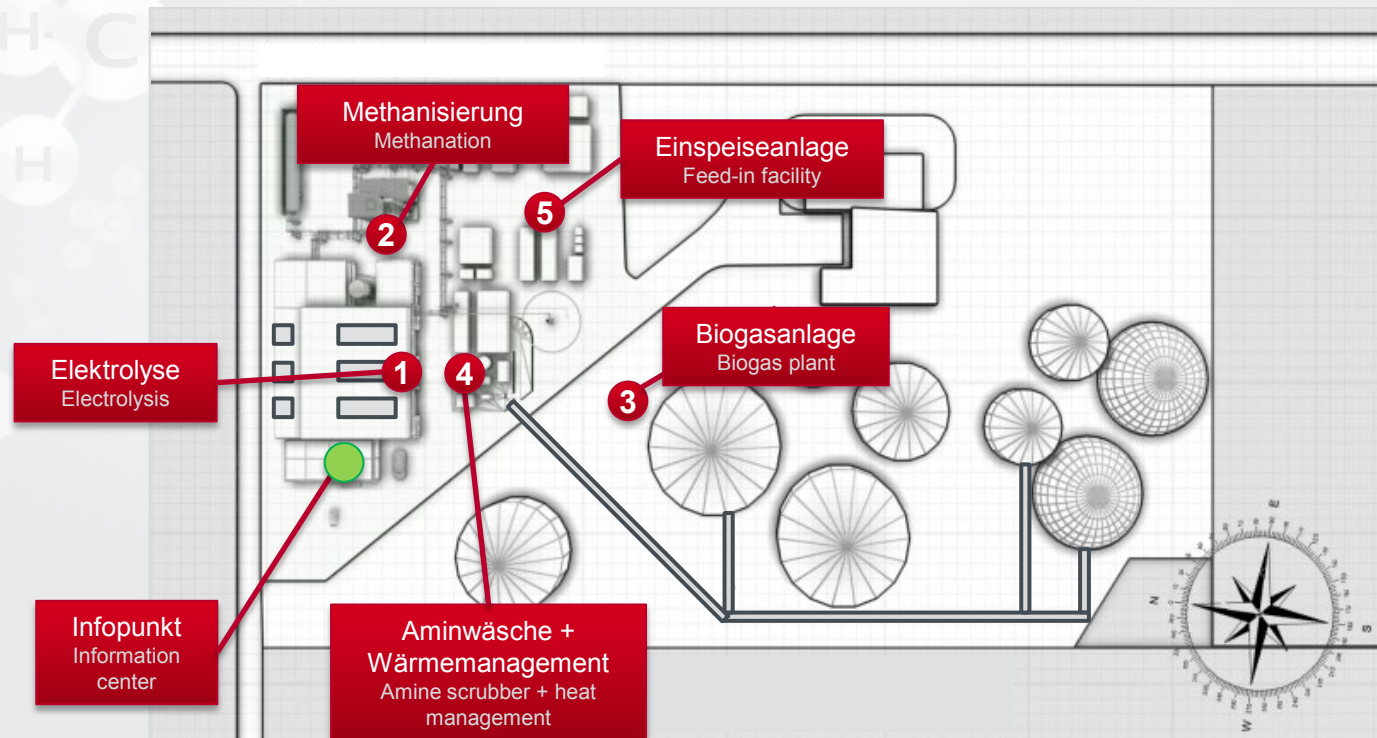 H
C
H
Methanisierung
Methanation
Einspeiseanlage
Feed-in facility
5
2
Biogasanlage
Biogas plant
Elektrolyse
Electrolysis
1
4
3
Infopunkt
Information
center
Aminwäsche +
Wärmemanagement
Amine scrubber + heat
management
E
N
S
W